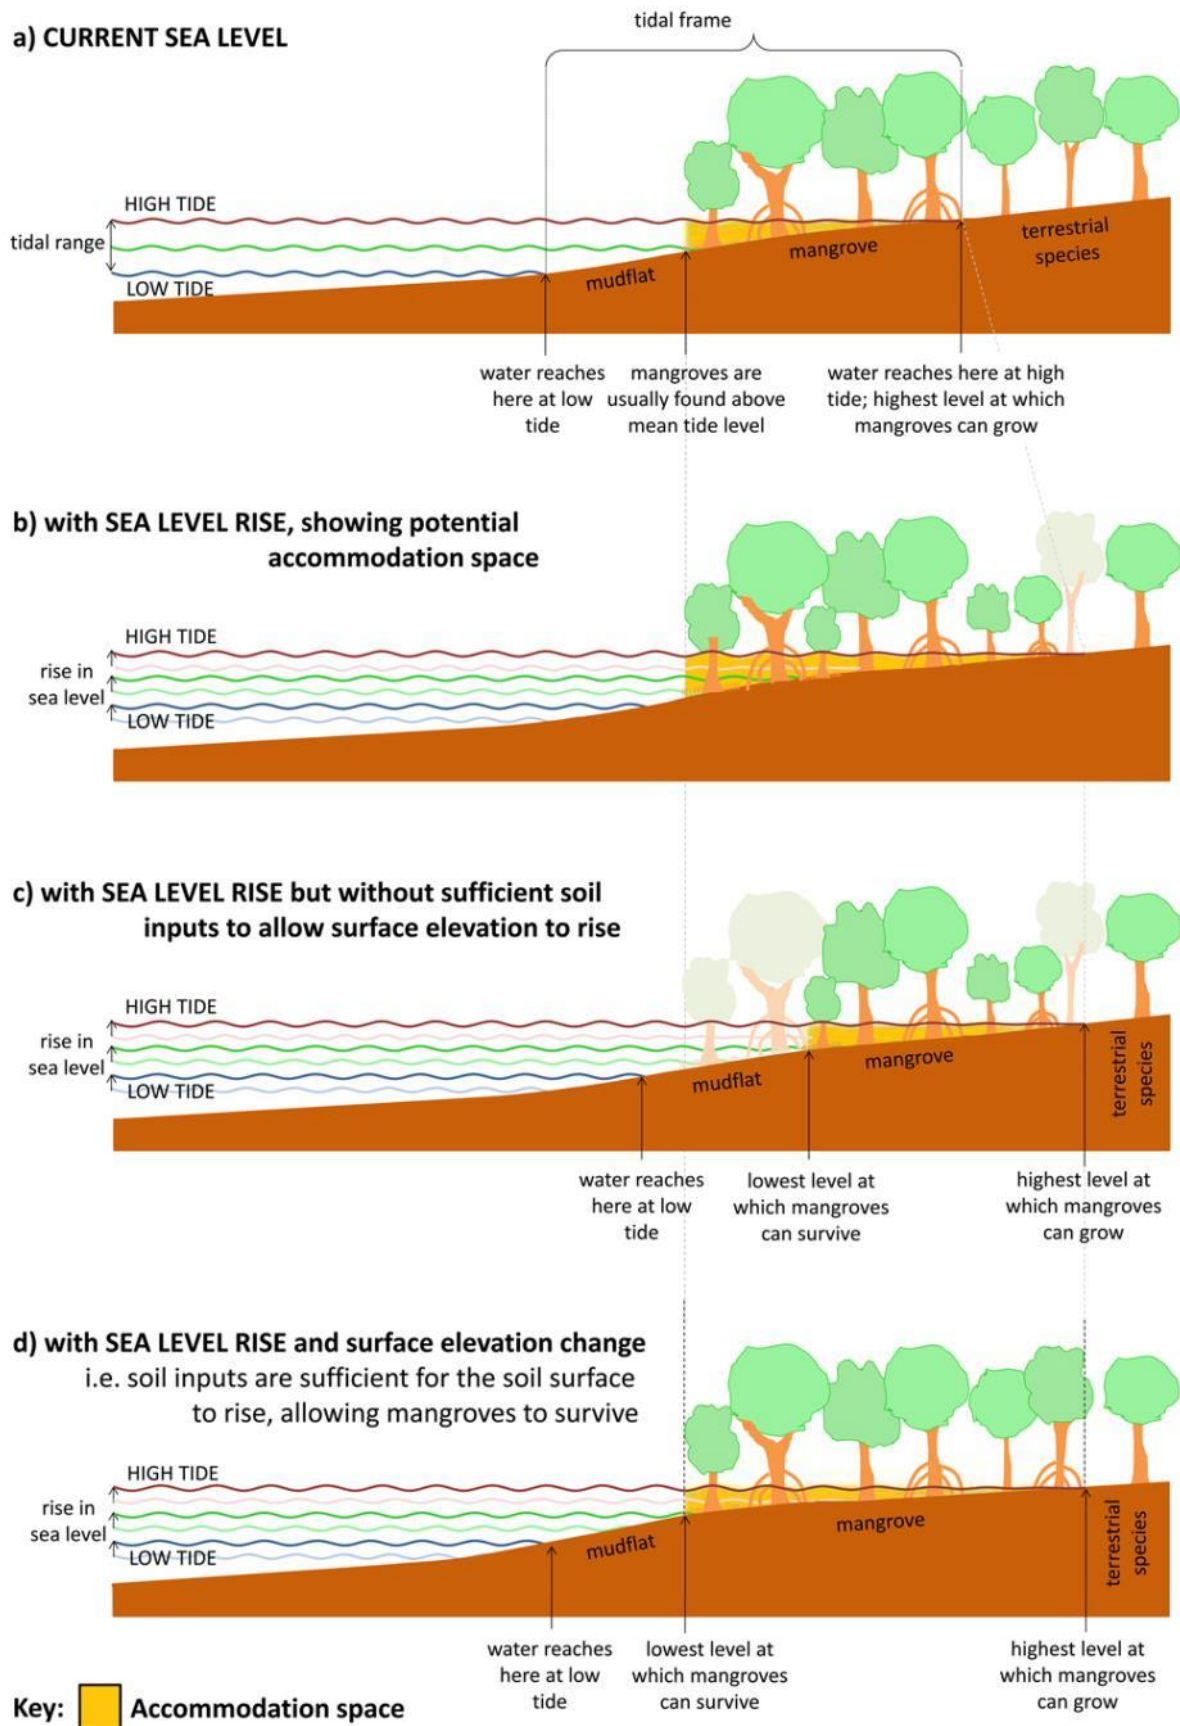 a) CURRENT SEA LEVEL
tidal frame
HIGH TIDE
tidal range
LOW TIDE
mudflat
mangrove
terrestrial
species
water reaches
here at low
tide
mangroves are
usually found above
mean tide level
water reaches here at high
tide; highest level at which
mangroves can grow
b) with SEA LEVEL RISE, showing potential
accommodation space
HIGH TIDE
rise in
sea level
LOW TIDE
c) with SEA LEVEL RISE but without sufficient soil
inputs to allow surface elevation to rise
HIGH TIDE
rise in
sea level
LOW TIDE
mudflat
mangrove
terrestrial
species
water reaches
here at low
tide
lowest level at
which mangroves
can survive
highest level at
which mangroves
can grow
d) with SEA LEVEL RISE and surface elevation change
i.e. soil inputs are sufficient for the soil surface
to rise, allowing mangroves to survive
HIGH TIDE
rise in
sea level
LOW TIDE
mudflat
mangrove
terrestrial
species
water reaches
here at low
tide
lowest level at
which mangroves
can survive
highest level at
which mangroves
can grow
Key: Accommodation space